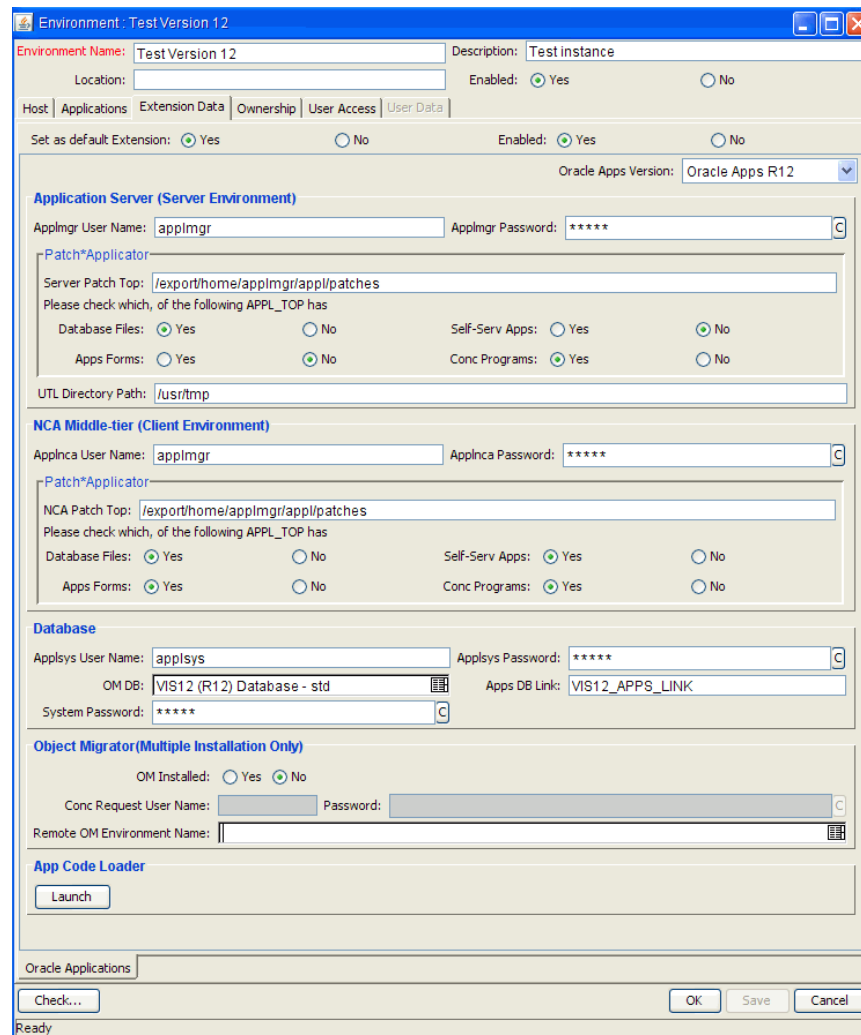 Environment : Test Version 12
Environment Name: Test Version 12 Description: Test instance
Location: Enabled: Yes No
Host Applications Extension Data Ownership User Access User Data
Set as default Extension: Yes No Enabled: Yes No
Oracle Apps Version: Oracle Apps R12
Application Server (Server Environment)
Applmgr User Name: applmgr Applmgr Password: ***** C
Patch*Applicator
Server Patch Top: /export/home/applmgr/appl/patches
Please check which, of the following APPL_TOP has
Database Files: Yes No Self-Serv Apps: Yes No
Apps Forms: Yes No Conc Programs: Yes No
UTL Directory Path: /usr/tmp
NCA Middle-tier (Client Environment)
Applnca User Name: applmgr Applnca Password: ***** C
Patch*Applicator
NCA Patch Top: /export/home/applmgr/appl/patches
Please check which, of the following APPL_TOP has
Database Files: Yes No Self-Serv Apps: Yes No
Apps Forms: Yes No Conc Programs: Yes No
Database
Applsys User Name: applsys Applsys Password: ***** C
OM DB: VIS12 (R12) Database - std Apps DB Link: VIS12_APPS_LINK
System Password: ***** C
Object Migrator(Multiple Installation Only)
OM Installed: Yes No
Conc Request User Name: Password: C
Remote OM Environment Name:
App Code Loader
Launch
Oracle Applications
Check... OK Save Cancel
Ready